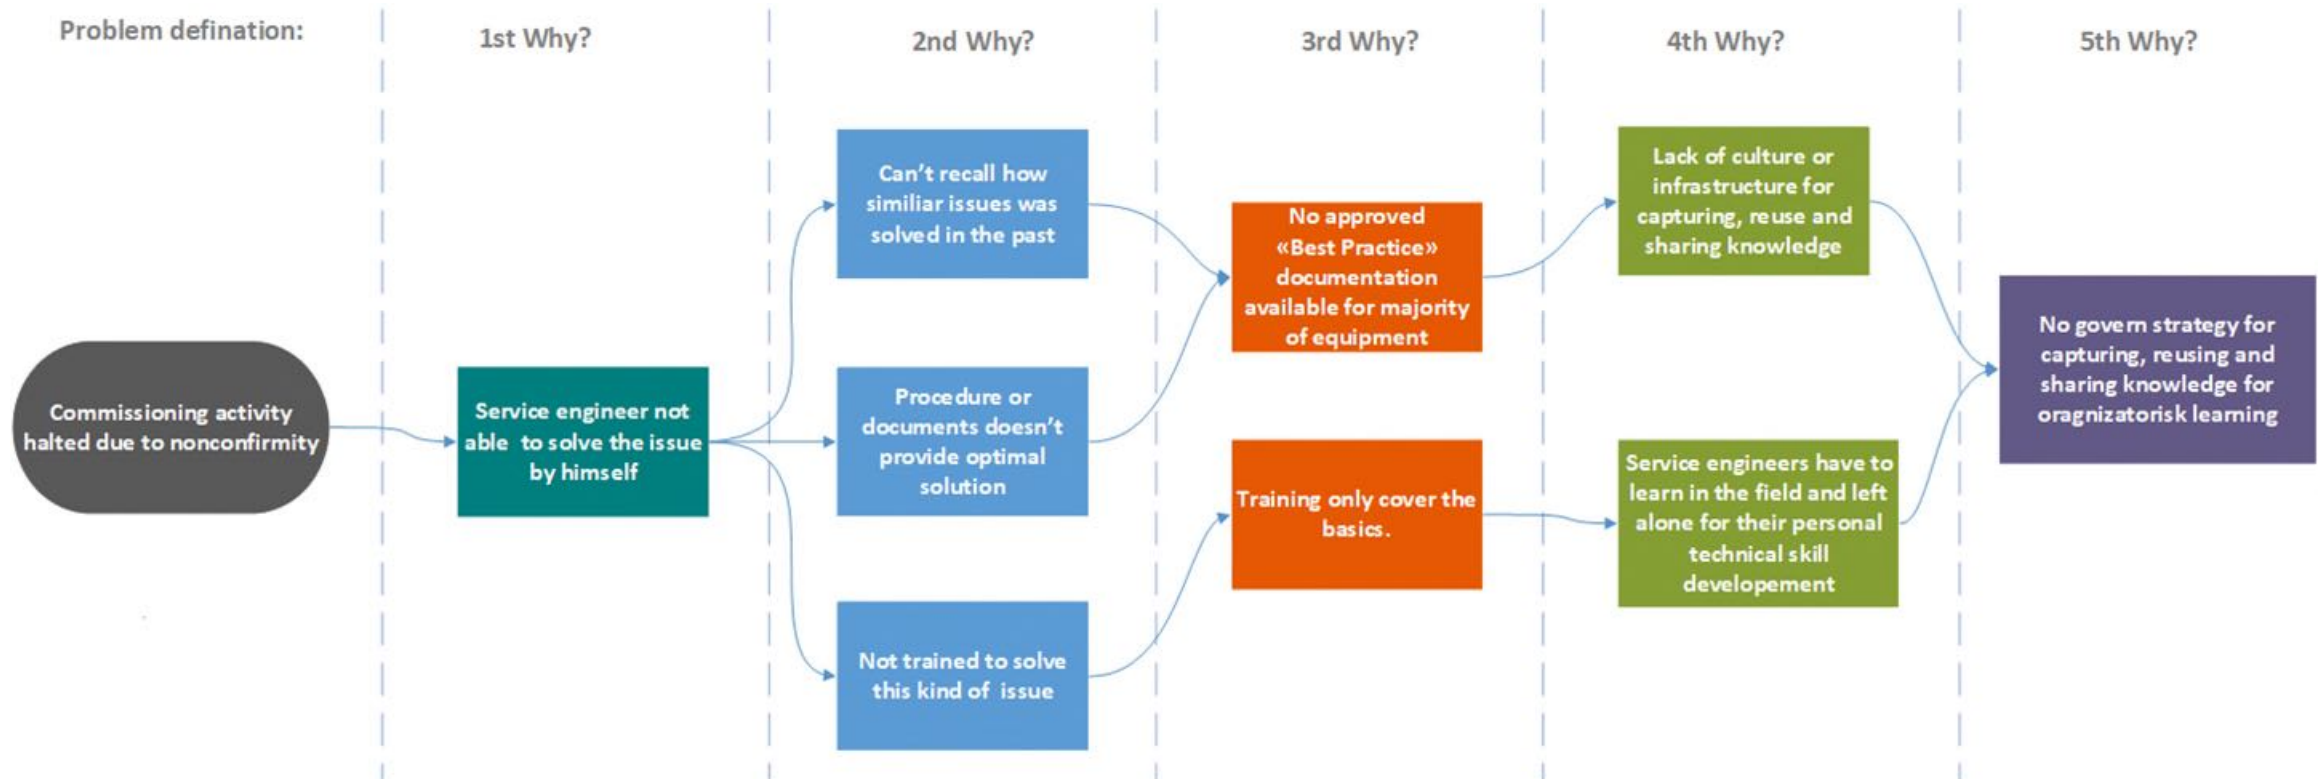 Problem defination:
1st Why?
2nd Why?
3rd Why?
4th Why?
5th Why?
Commissioning activity
halted due to nonconfirmity
Service engineer not
able to solve the issue
by himself
Can't recall how
similiar issues was
solved in the past
Procedure or
documents doesn't
provide optimal
solution
Not trained to solve
this kind of issue
No approved
«Best Practice»
documentation
available for majority
of equipment
Training only cover the
basics.
Lack of culture or
infrastructure for
capturing, reuse and
sharing knowledge
Service engineers have to
learn in the field and left
alone for their personal
technical skill
developement
No govern strategy for
capturing, reusing and
sharing knowledge for
oragnizatorisk learning